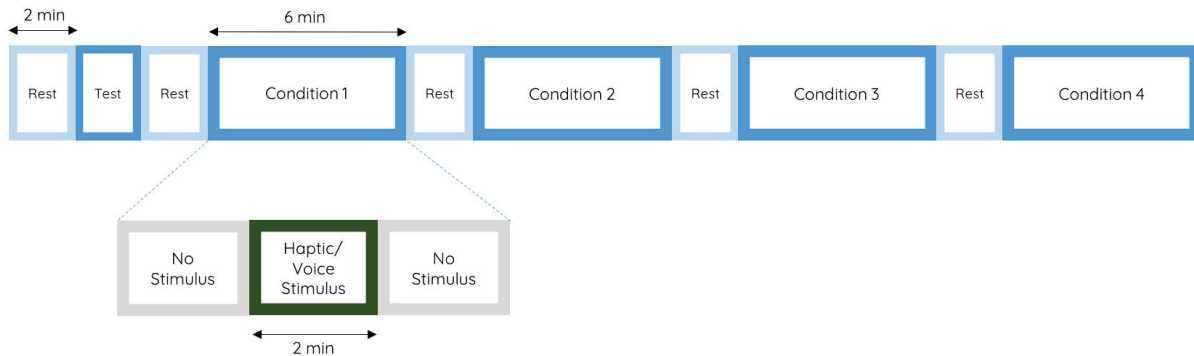 2 min
6 min
Rest
Test
Rest
Condition 1
Rest
Condition 2
Rest
Condition 3
Rest
Condition 4
No
Stimulus
Haptic/
Voice
Stimulus
No
Stimulus
2 min